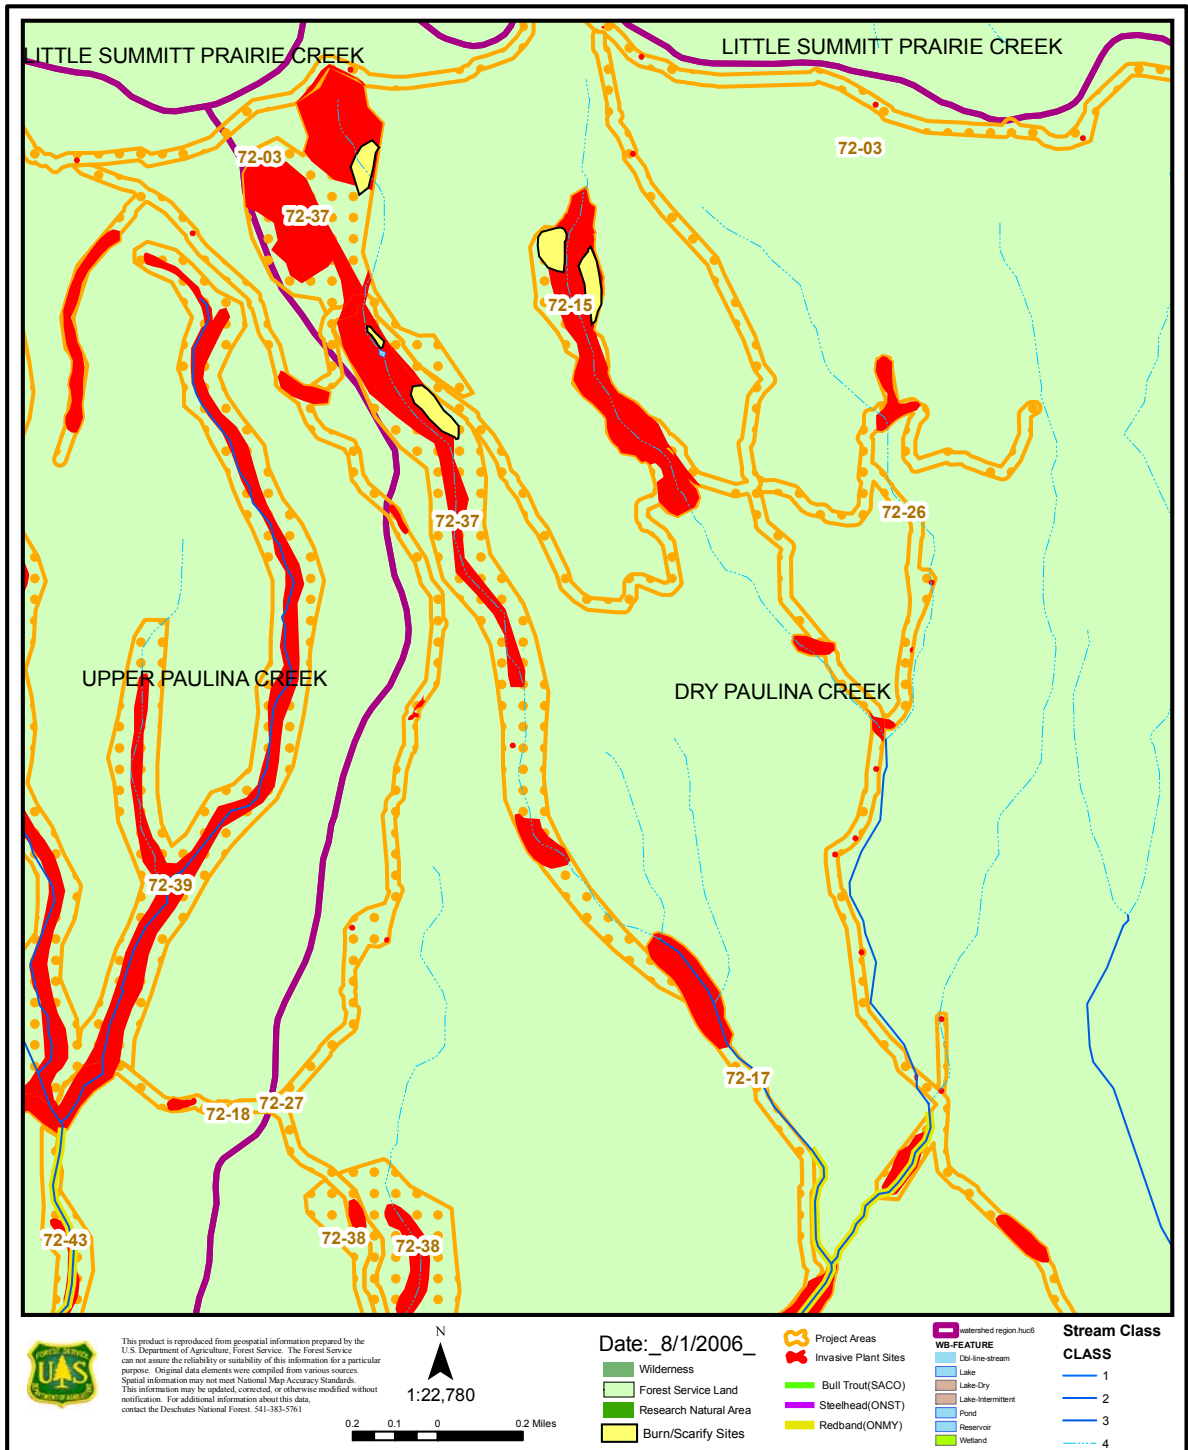 LITTLE SUMMITT PRAIRIE CREEK
LITTLE SUMMITT PRAIRIE CREEK
72-03
72-03
72-37
72-15
72-26
72-37
UPPER PAULINA CREEK
DRY PAULINA CREEK
72-39
72-17
72-27
72-18
72-43
72-38
72-38
FOREST SERVICE
U S
DEPARTMENT OF AGRICULTURE
This product is reproduced from geospatial information prepared by the
U.S. Department of Agriculture, Forest Service. The Forest Service
can not assure the reliability or suitability of this information for a particular
purpose. Original data elements were compiled from various sources.
Spatial information may not meet National Map Accuracy Standards.
This information may be updated, corrected, or otherwise modified without
notification. For additional information about this data,
contact the Deschutes National Forest. 541-383-5761
N
1:22,780
0.2 0.1 0 0.2 Miles
Date:_8/1/2006_
Wilderness
Forest Service Land
Research Natural Area
Burn/Scarify Sites
Project Areas
Invasive Plant Sites
Bull Trout(SACO)
Steelhead(ONST)
Redband(ONMY)
watershed region.huc6
WB-FEATURE
Dbl-line-stream
Lake
Lake-Dry
Lake-Intermittent
Pond
Reservoir
Wetland
Stream Class
CLASS
1
2
3
4